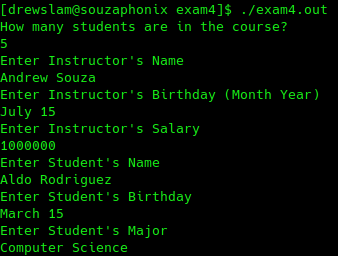 [drewslam@souzaphonix exam4]$ ./exam4.out
How many students are in the course?
5
Enter Instructor's Name
Andrew Souza
Enter Instructor's Birthday (Month Year)
July 15
Enter Instructor's Salary
1000000
Enter Student's Name
Aldo Rodriguez
Enter Student's Birthday
March 15
Enter Student's Major
Computer Science